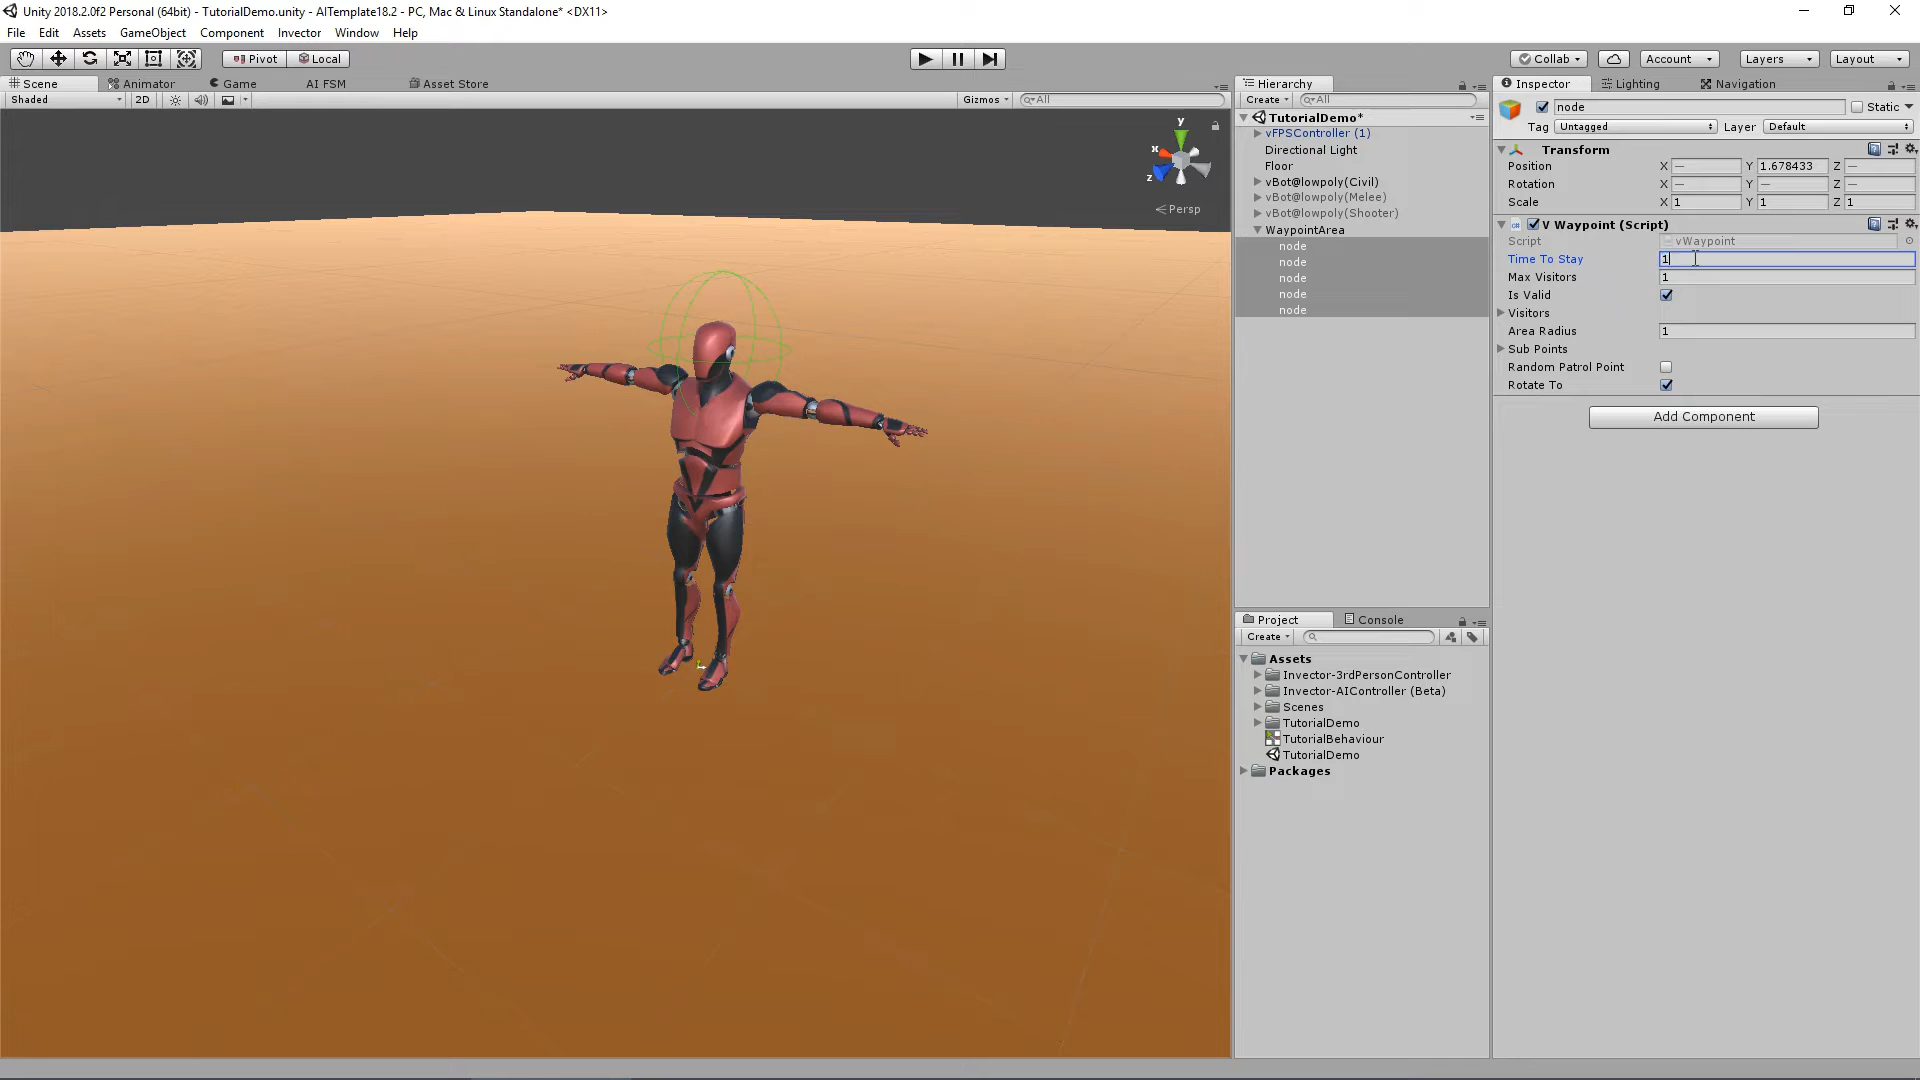 Unity 2018.2.0f2 Personal (64bit) - TutorialDemo.unity - AITemplate18.2 - PC, Mac & Linux Standalone* <DX11>
File Edit Assets GameObject Component Invector Window Help
Pivot Local Collab Account Layers Layout
Scene Animator Game AI FSM Asset Store
Shaded 2D Gizmos All
y
x
z
Persp
Hierarchy
Create All
TutorialDemo*
vFPSController (1)
Directional Light
Floor
vBot@lowpoly(Civil)
vBot@lowpoly(Melee)
vBot@lowpoly(Shooter)
WaypointArea
node
node
node
node
node
Project Console
Create
Assets
Invector-3rdPersonController
Invector-AIController (Beta)
Scenes
TutorialDemo
TutorialBehaviour
TutorialDemo
Packages
Inspector Lighting Navigation
node Static
Tag Untagged Layer Default
Transform
Position X — Y 1.678433 Z —
Rotation X — Y — Z —
Scale X 1 Y 1 Z 1
V Waypoint (Script)
Script vWaypoint
Time To Stay 1
Max Visitors 1
Is Valid
Visitors
Area Radius 1
Sub Points
Random Patrol Point
Rotate To
Add Component